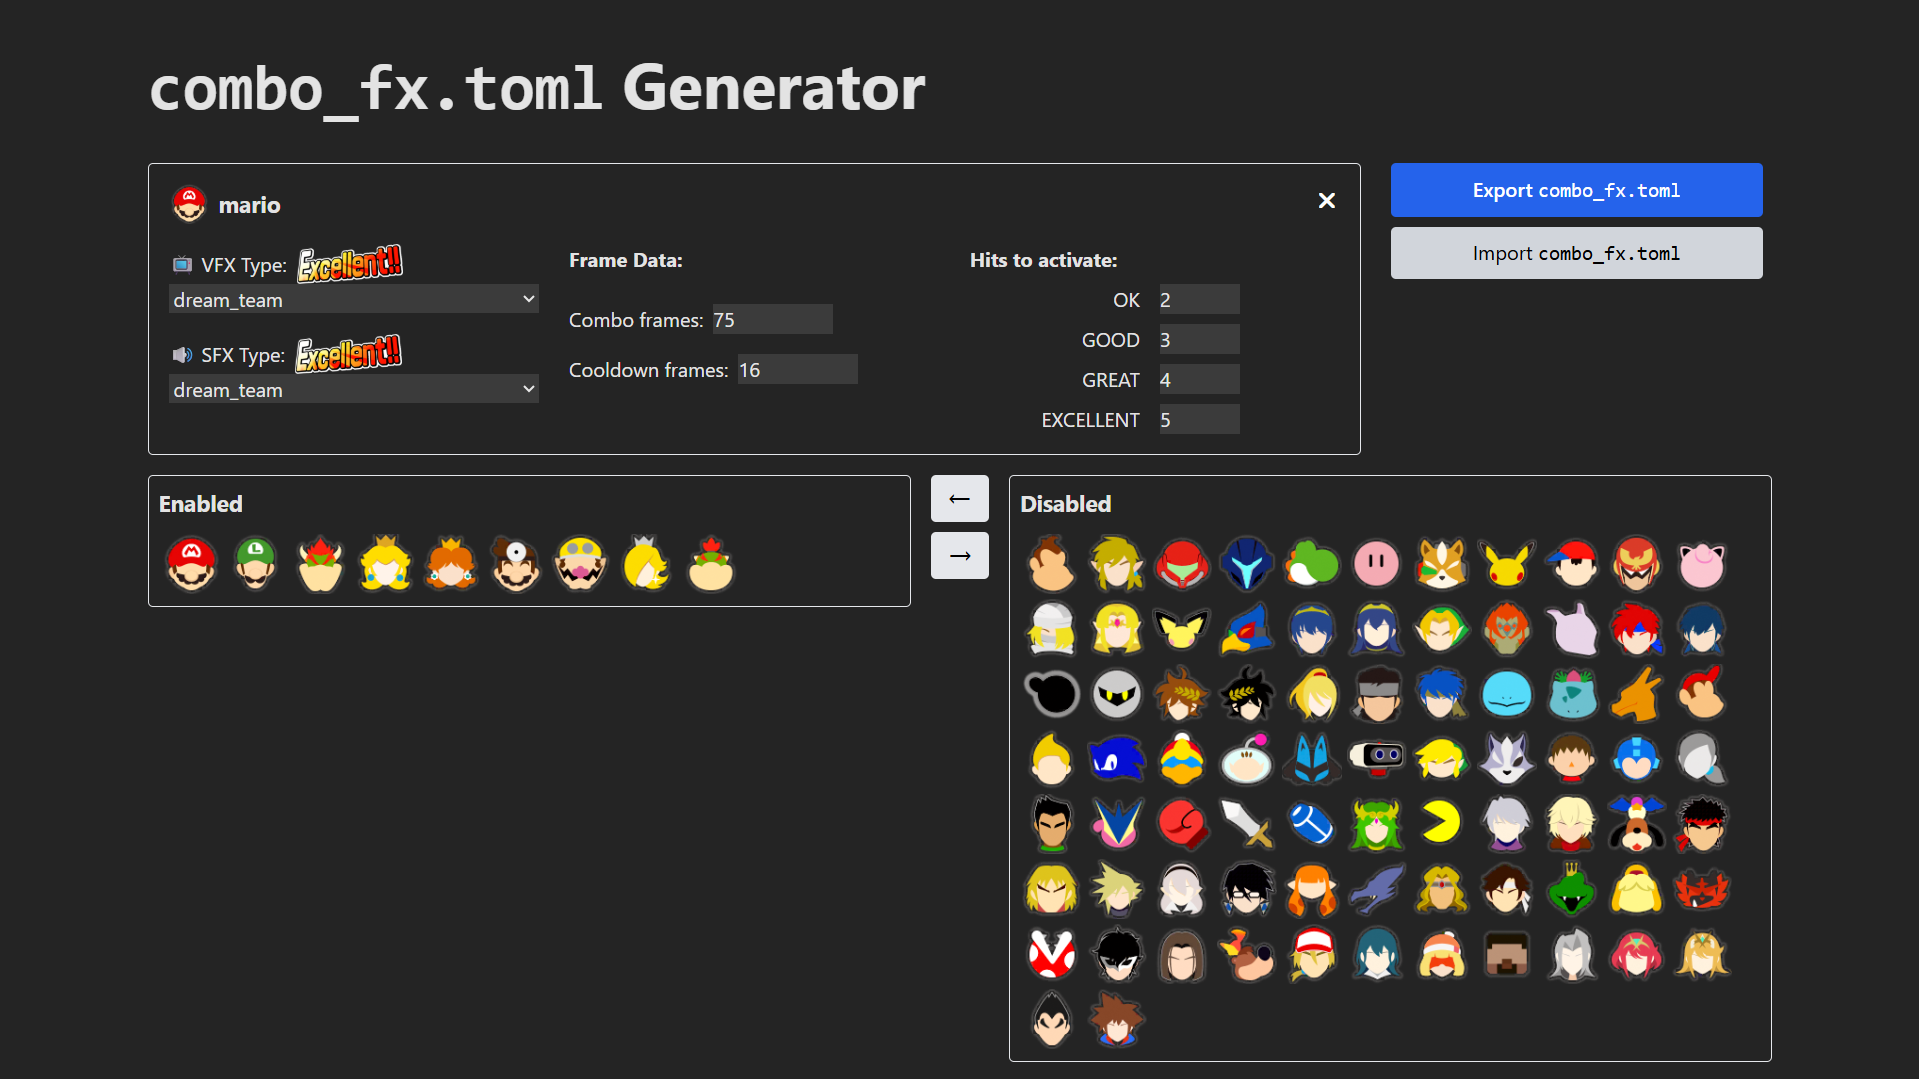 combo_fx.toml Generator
mario
VFX Type: Excellent!!
dream_team
SFX Type: Excellent!!
dream_team
Frame Data:
Combo frames: 75
Cooldown frames: 16
Hits to activate:
OK 2
GOOD 3
GREAT 4
EXCELLENT 5
Export combo_fx.toml
Import combo_fx.toml
Enabled
←
→
Disabled